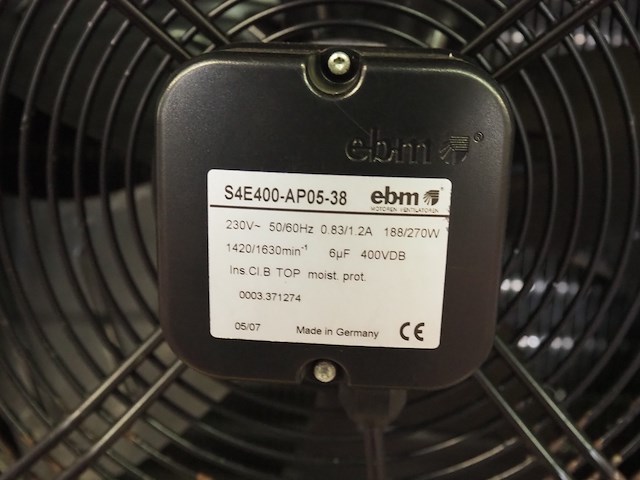 ebm
S4E400-AP05-38 ebm
MOTOREN VENTILATOREN
230V~ 50/60Hz 0.83/1.2A 188/270W
1420/1630min⁻¹ 6µF 400VDB
Ins.Cl.B TOP moist. prot.
0003.371274
05/07 Made in Germany CE